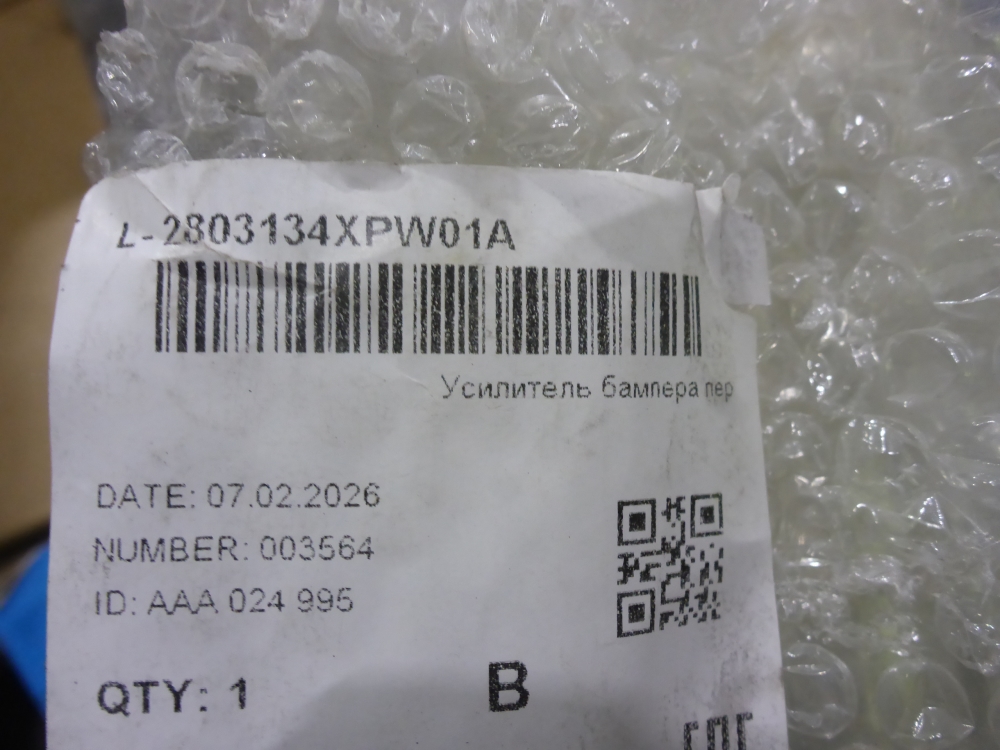 L-2803134XPW01A
Усилитель бампера пер
DATE: 07.02.2026
NUMBER: 003564
ID: AAA 024 995
QTY: 1
B